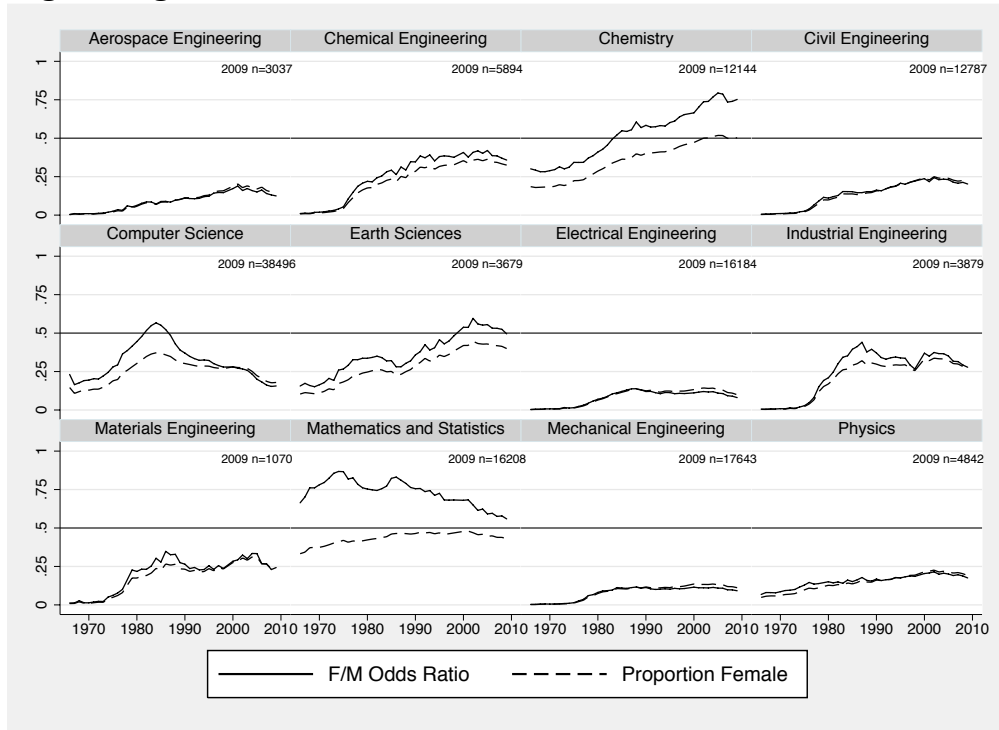 Aerospace Engineering Chemical Engineering Chemistry Civil Engineering
2009 n=3037 2009 n=5894 2009 n=12144 2009 n=12787
1
.75
.5
.25
0
Computer Science Earth Sciences Electrical Engineering Industrial Engineering
2009 n=38496 2009 n=3679 2009 n=16184 2009 n=3879
1
.75
.5
.25
0
Materials Engineering Mathematics and Statistics Mechanical Engineering Physics
2009 n=1070 2009 n=16208 2009 n=17643 2009 n=4842
1
.75
.5
.25
0
1970 1980 1990 2000 2010 1970 1980 1990 2000 2010 1970 1980 1990 2000 2010 1970 1980 1990 2000 2010
F/M Odds Ratio Proportion Female